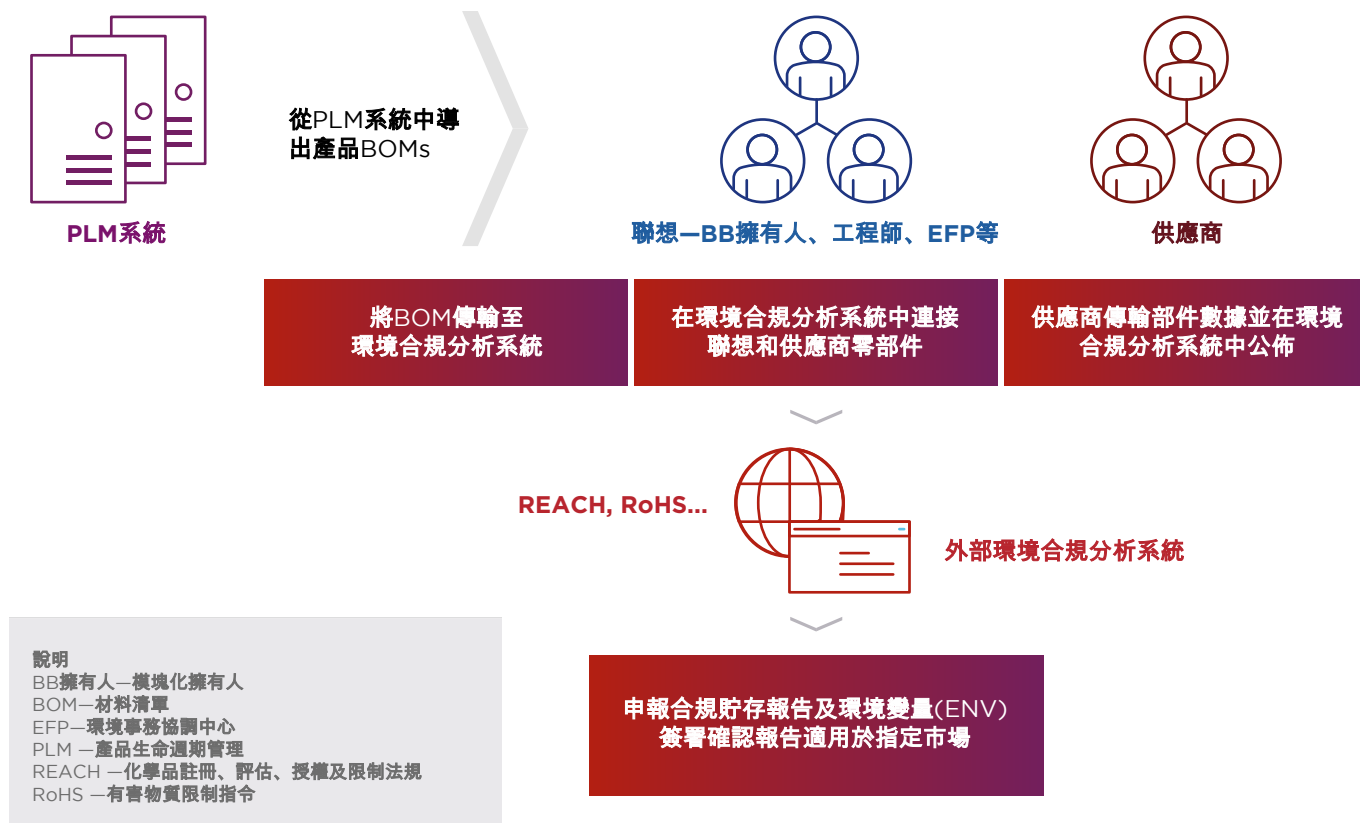 從PLM系統中導
出產品BOMs
PLM系統
聯想—BB擁有人、工程師、EFP等
供應商
將BOM傳輸至
環境合規分析系統
在環境合規分析系統中連接
聯想和供應商零部件
供應商傳輸部件數據並在環境
合規分析系統中公佈
REACH, RoHS...
外部環境合規分析系統
申報合規貯存報告及環境變量(ENV)
簽署確認報告適用於指定市場
說明
BB擁有人—模塊化擁有人
BOM—材料清單
EFP—環境事務協調中心
PLM —產品生命週期管理
REACH —化學品註冊、評估、授權及限制法規
RoHS —有害物質限制指令